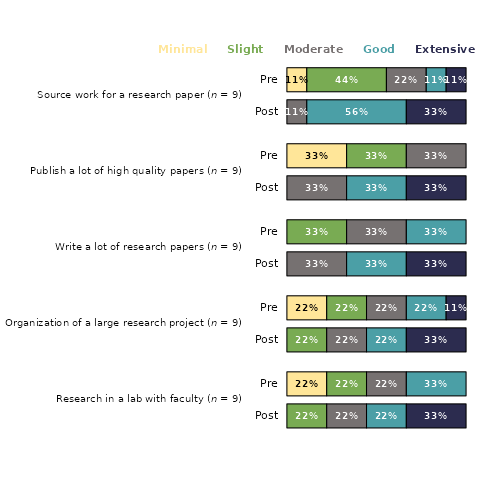 Minimal Slight Moderate Good Extensive
Source work for a research paper (n = 9)
Pre 11% 44% 22% 11% 11%
Post 11% 56% 33%
Publish a lot of high quality papers (n = 9)
Pre 33% 33% 33%
Post 33% 33% 33%
Write a lot of research papers (n = 9)
Pre 33% 33% 33%
Post 33% 33% 33%
Organization of a large research project (n = 9)
Pre 22% 22% 22% 22% 11%
Post 22% 22% 22% 33%
Research in a lab with faculty (n = 9)
Pre 22% 22% 22% 33%
Post 22% 22% 22% 33%